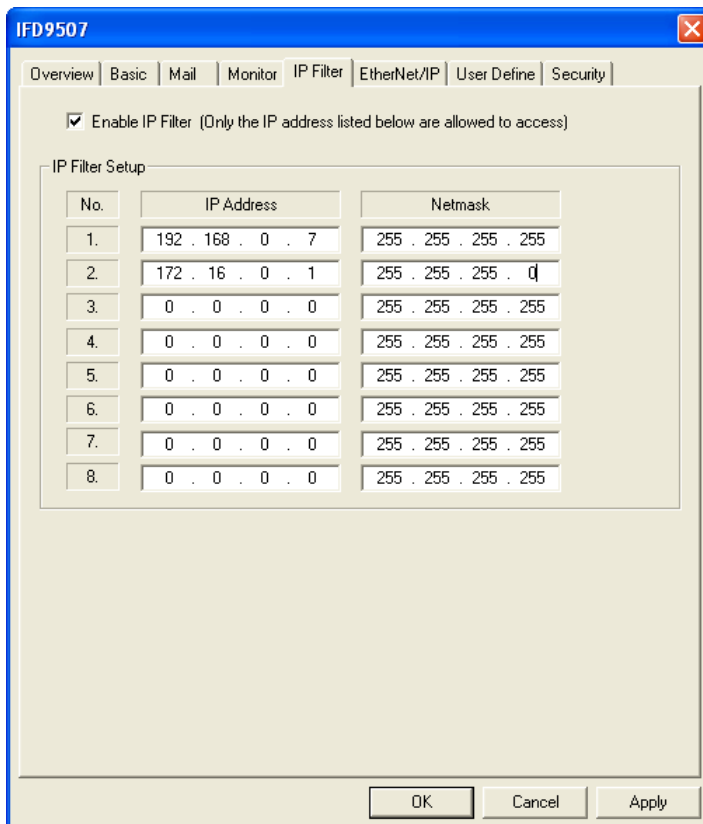 IFD9507
Overview Basic Mail Monitor IP Filter EtherNet/IP User Define Security
Enable IP Filter (Only the IP address listed below are allowed to access)
IP Filter Setup
No. IP Address Netmask
1. 192 . 168 . 0 . 7 255 . 255 . 255 . 255
2. 172 . 16 . 0 . 1 255 . 255 . 255 . 0
3. 0 . 0 . 0 . 0 255 . 255 . 255 . 255
4. 0 . 0 . 0 . 0 255 . 255 . 255 . 255
5. 0 . 0 . 0 . 0 255 . 255 . 255 . 255
6. 0 . 0 . 0 . 0 255 . 255 . 255 . 255
7. 0 . 0 . 0 . 0 255 . 255 . 255 . 255
8. 0 . 0 . 0 . 0 255 . 255 . 255 . 255
OK Cancel Apply